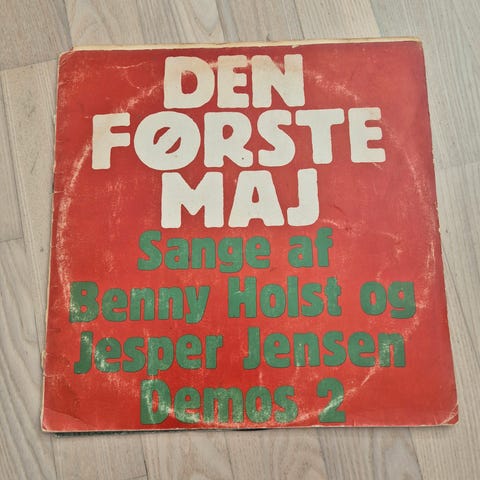 DEN
FØRSTE
MAJ
Sange af
Benny Holst og
Jesper Jensen
Demos 2